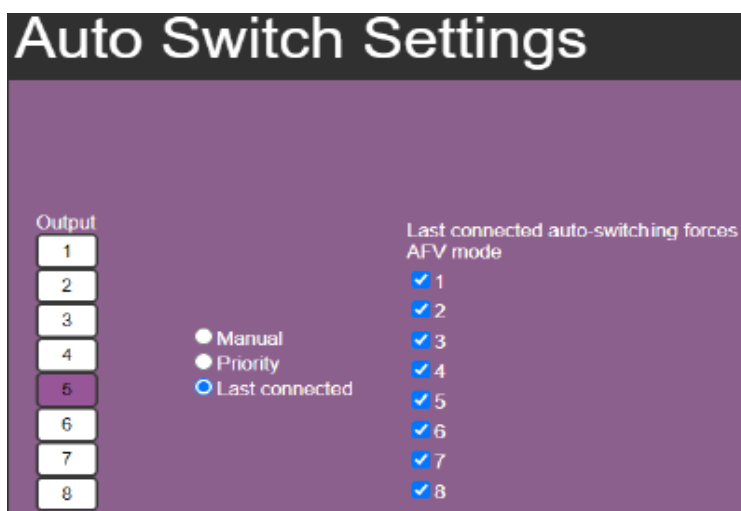 Auto Switch Settings
Output
1
2
3
4
5
6
7
8
Manual
Priority
Last connected
Last connected auto-switching forces
AFV mode
1
2
3
4
5
6
7
8